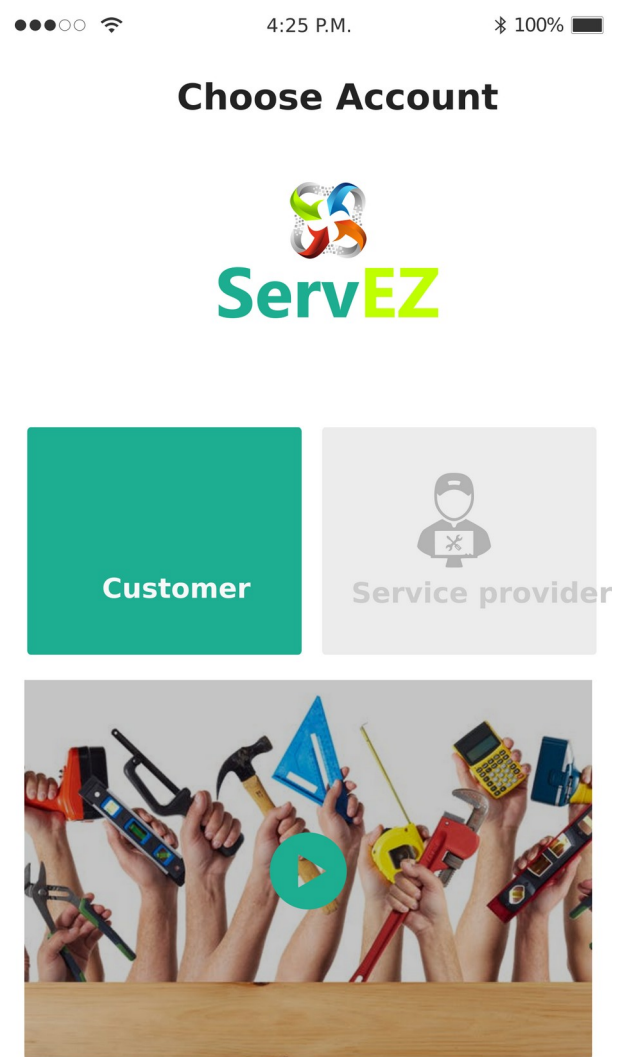 4:25 P.M.
100%
Choose Account
ServEZ
Customer
Service provider